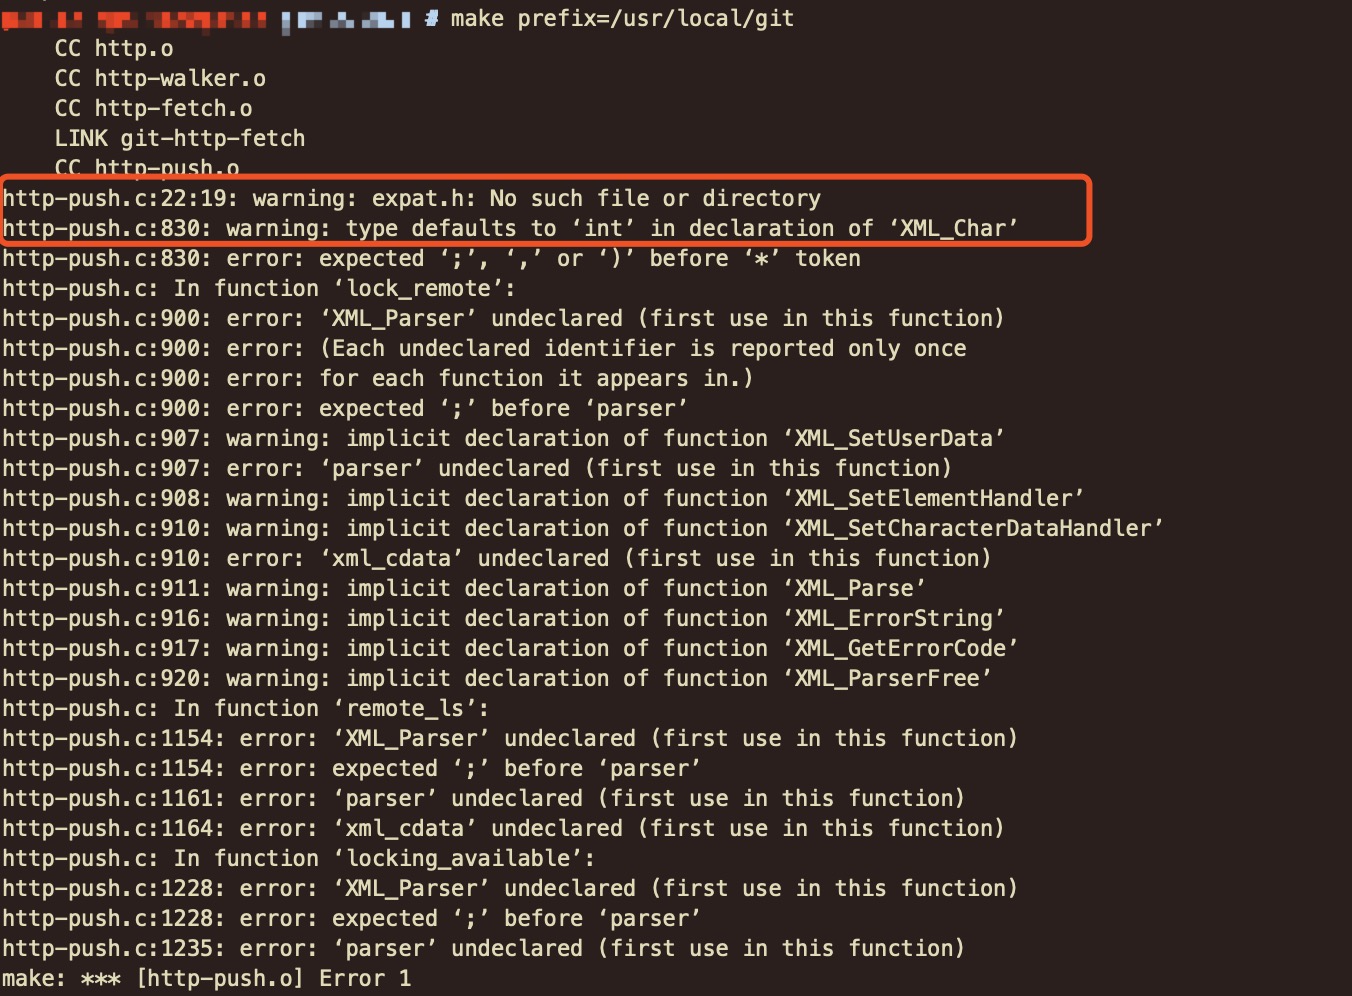 # make prefix=/usr/local/git
CC http.o
CC http-walker.o
CC http-fetch.o
LINK git-http-fetch
CC http-push.o
http-push.c:22:19: warning: expat.h: No such file or directory
http-push.c:830: warning: type defaults to ‘int’ in declaration of ‘XML_Char’
http-push.c:830: error: expected ‘;’, ‘,’ or ‘)’ before ‘*’ token
http-push.c: In function ‘lock_remote’:
http-push.c:900: error: ‘XML_Parser’ undeclared (first use in this function)
http-push.c:900: error: (Each undeclared identifier is reported only once
http-push.c:900: error: for each function it appears in.)
http-push.c:900: error: expected ‘;’ before ‘parser’
http-push.c:907: warning: implicit declaration of function ‘XML_SetUserData’
http-push.c:907: error: ‘parser’ undeclared (first use in this function)
http-push.c:908: warning: implicit declaration of function ‘XML_SetElementHandler’
http-push.c:910: warning: implicit declaration of function ‘XML_SetCharacterDataHandler’
http-push.c:910: error: ‘xml_cdata’ undeclared (first use in this function)
http-push.c:911: warning: implicit declaration of function ‘XML_Parse’
http-push.c:916: warning: implicit declaration of function ‘XML_ErrorString’
http-push.c:917: warning: implicit declaration of function ‘XML_GetErrorCode’
http-push.c:920: warning: implicit declaration of function ‘XML_ParserFree’
http-push.c: In function ‘remote_ls’:
http-push.c:1154: error: ‘XML_Parser’ undeclared (first use in this function)
http-push.c:1154: error: expected ‘;’ before ‘parser’
http-push.c:1161: error: ‘parser’ undeclared (first use in this function)
http-push.c:1164: error: ‘xml_cdata’ undeclared (first use in this function)
http-push.c: In function ‘locking_available’:
http-push.c:1228: error: ‘XML_Parser’ undeclared (first use in this function)
http-push.c:1228: error: expected ‘;’ before ‘parser’
http-push.c:1235: error: ‘parser’ undeclared (first use in this function)
make: *** [http-push.o] Error 1